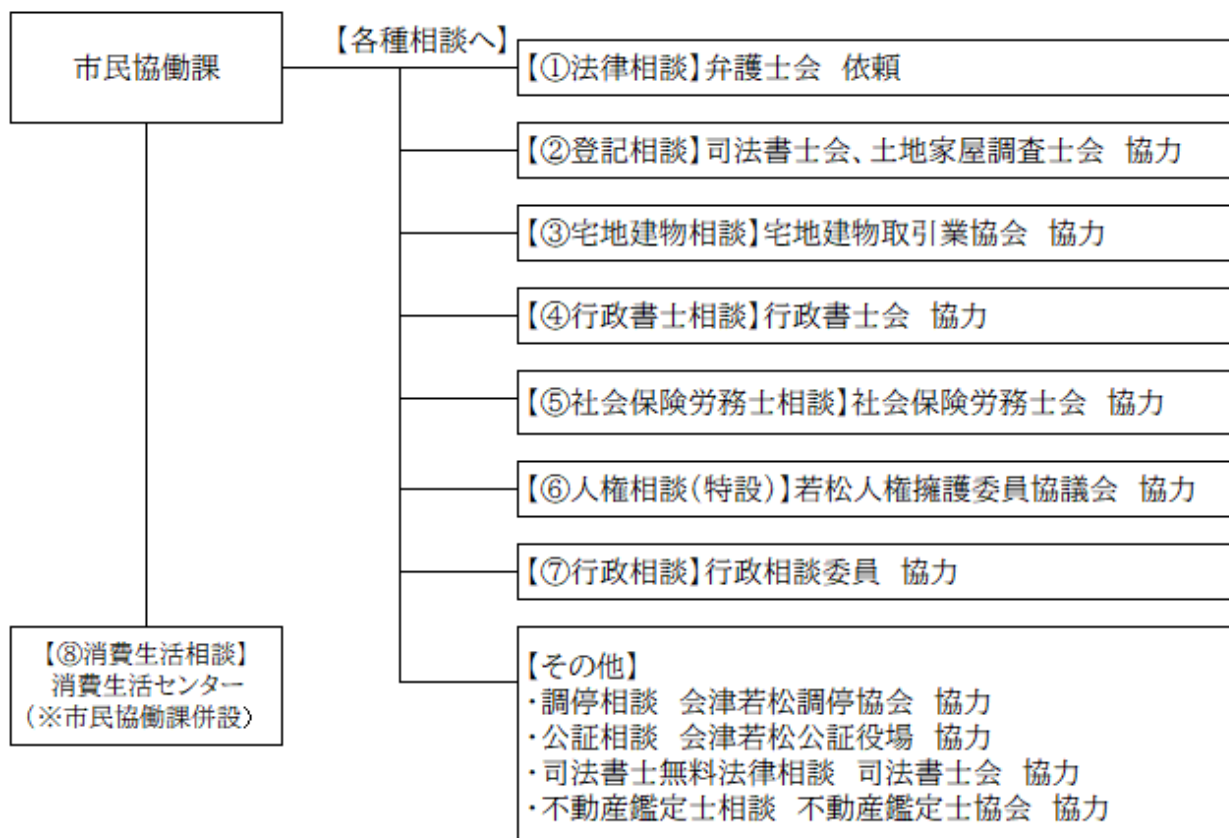 市民協働課
【各種相談へ】
【①法律相談】弁護士会　依頼
【②登記相談】司法書士会、土地家屋調査士会　協力
【③宅地建物相談】宅地建物取引業協会　協力
【④行政書士相談】行政書士会　協力
【⑤社会保険労務士相談】社会保険労務士会　協力
【⑥人権相談（特設）】若松人権擁護委員協議会　協力
【⑦行政相談】行政相談委員　協力
【⑧消費生活相談】
消費生活センター
（※市民協働課併設）
【その他】
・調停相談　会津若松調停協会　協力
・公証相談　会津若松公証役場　協力
・司法書士無料法律相談　司法書士会　協力
・不動産鑑定士相談　不動産鑑定士協会　協力